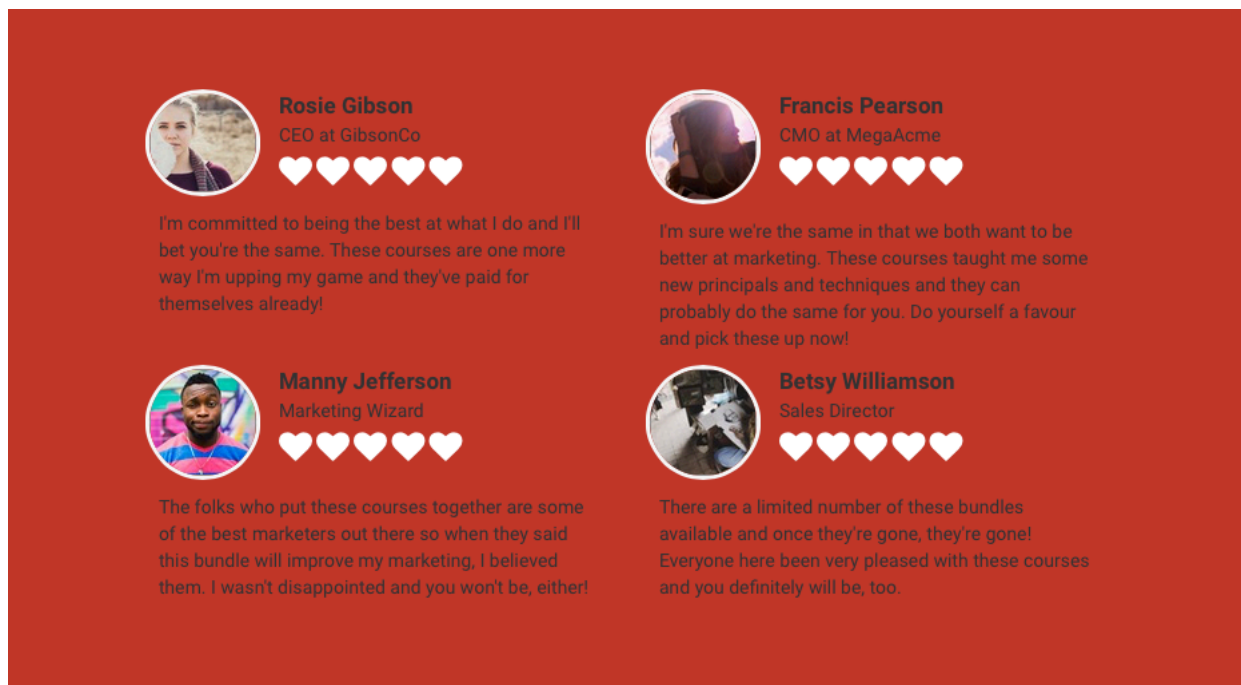 Rosie Gibson
CEO at GibsonCo
I'm committed to being the best at what I do and I'll
bet you're the same. These courses are one more
way I'm upping my game and they've paid for
themselves already!
Francis Pearson
CMO at MegaAcme
I'm sure we're the same in that we both want to be
better at marketing. These courses taught me some
new principals and techniques and they can
probably do the same for you. Do yourself a favour
and pick these up now!
Manny Jefferson
Marketing Wizard
The folks who put these courses together are some
of the best marketers out there so when they said
this bundle will improve my marketing, I believed
them. I wasn't disappointed and you won't be, either!
Betsy Williamson
Sales Director
There are a limited number of these bundles
available and once they're gone, they're gone!
Everyone here been very pleased with these courses
and you definitely will be, too.